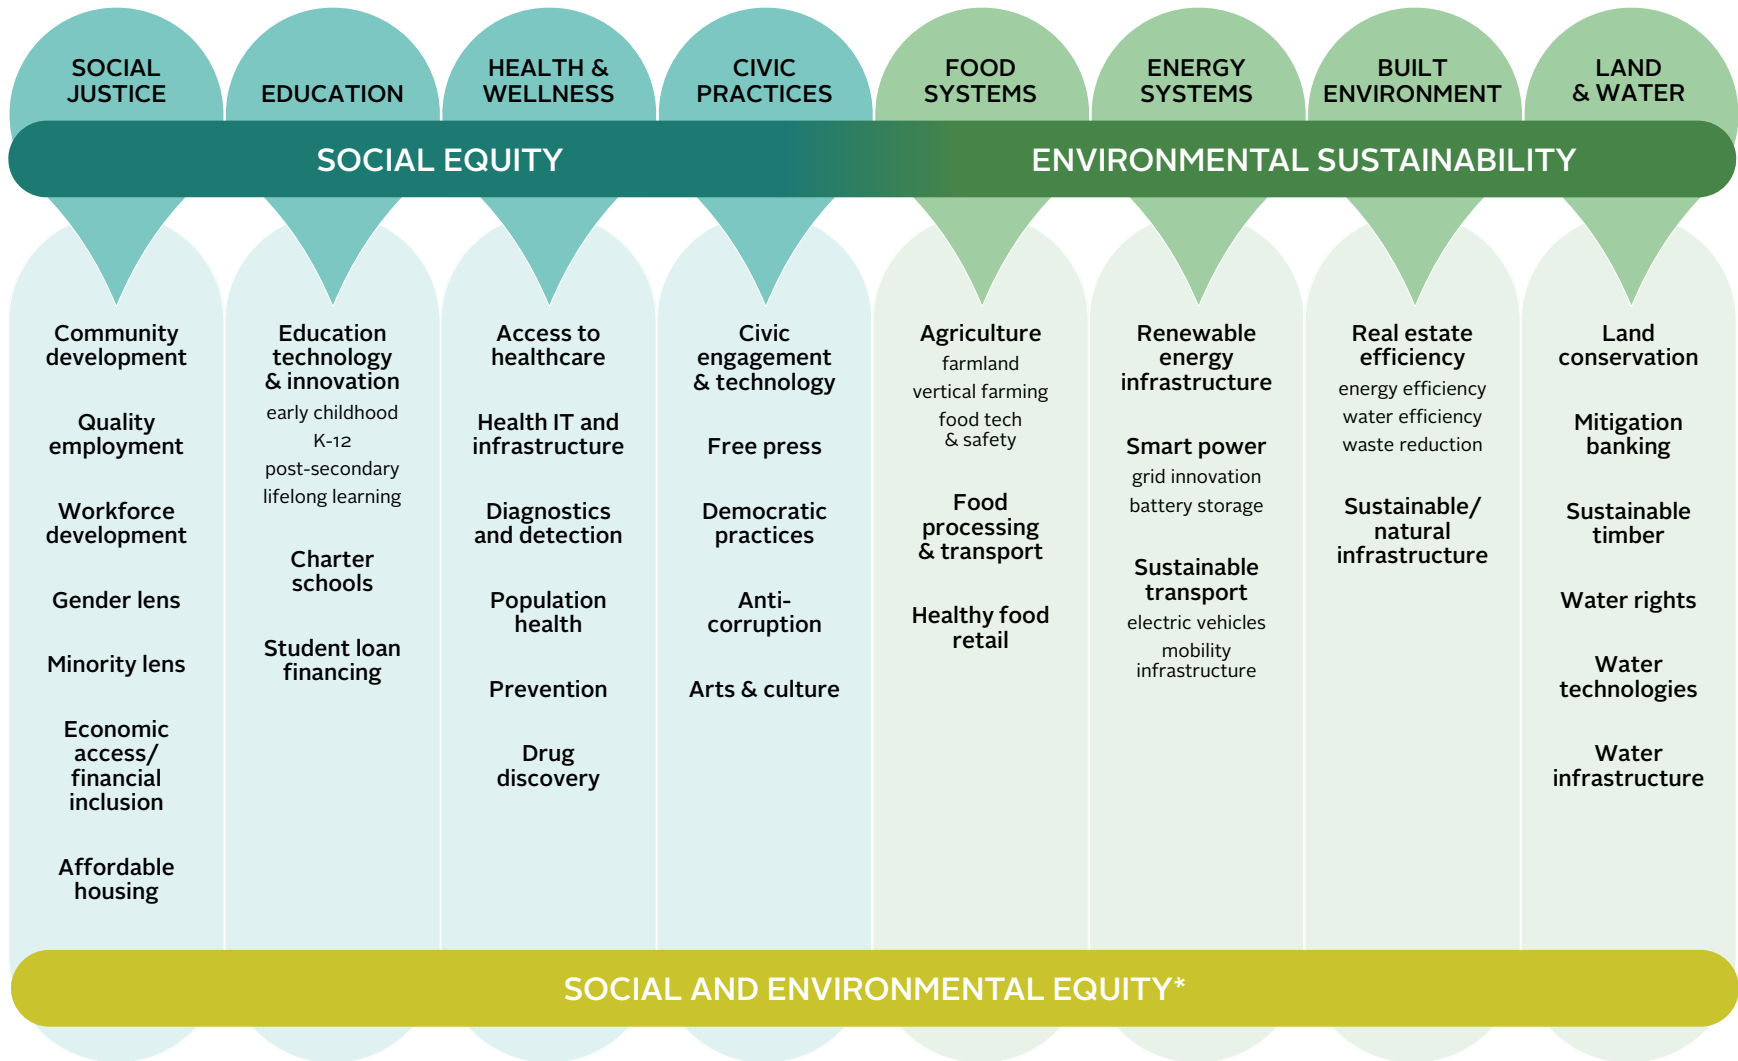 SOCIAL
JUSTICE
EDUCATION
HEALTH &
WELLNESS
CIVIC
PRACTICES
FOOD
SYSTEMS
ENERGY
SYSTEMS
BUILT
ENVIRONMENT
LAND
& WATER
SOCIAL EQUITY
ENVIRONMENTAL SUSTAINABILITY
Community
development
Quality
employment
Workforce
development
Gender lens
Minority lens
Economic
access/
financial
inclusion
Affordable
housing
Education
technology
& innovation
early childhood
K-12
post-secondary
lifelong learning
Charter
schools
Student loan
financing
Access to
healthcare
Health IT and
infrastructure
Diagnostics
and detection
Population
health
Prevention
Drug
discovery
Civic
engagement
& technology
Free press
Democratic
practices
Anti-
corruption
Arts & culture
Agriculture
farmland
vertical farming
food tech
& safety
Food
processing
& transport
Healthy food
retail
Renewable
energy
infrastructure
Smart power
grid innovation
battery storage
Sustainable
transport
electric vehicles
mobility
infrastructure
Real estate
efficiency
energy efficiency
water efficiency
waste reduction
Sustainable/
natural
infrastructure
Land
conservation
Mitigation
banking
Sustainable
timber
Water rights
Water
technologies
Water
infrastructure
SOCIAL AND ENVIRONMENTAL EQUITY*